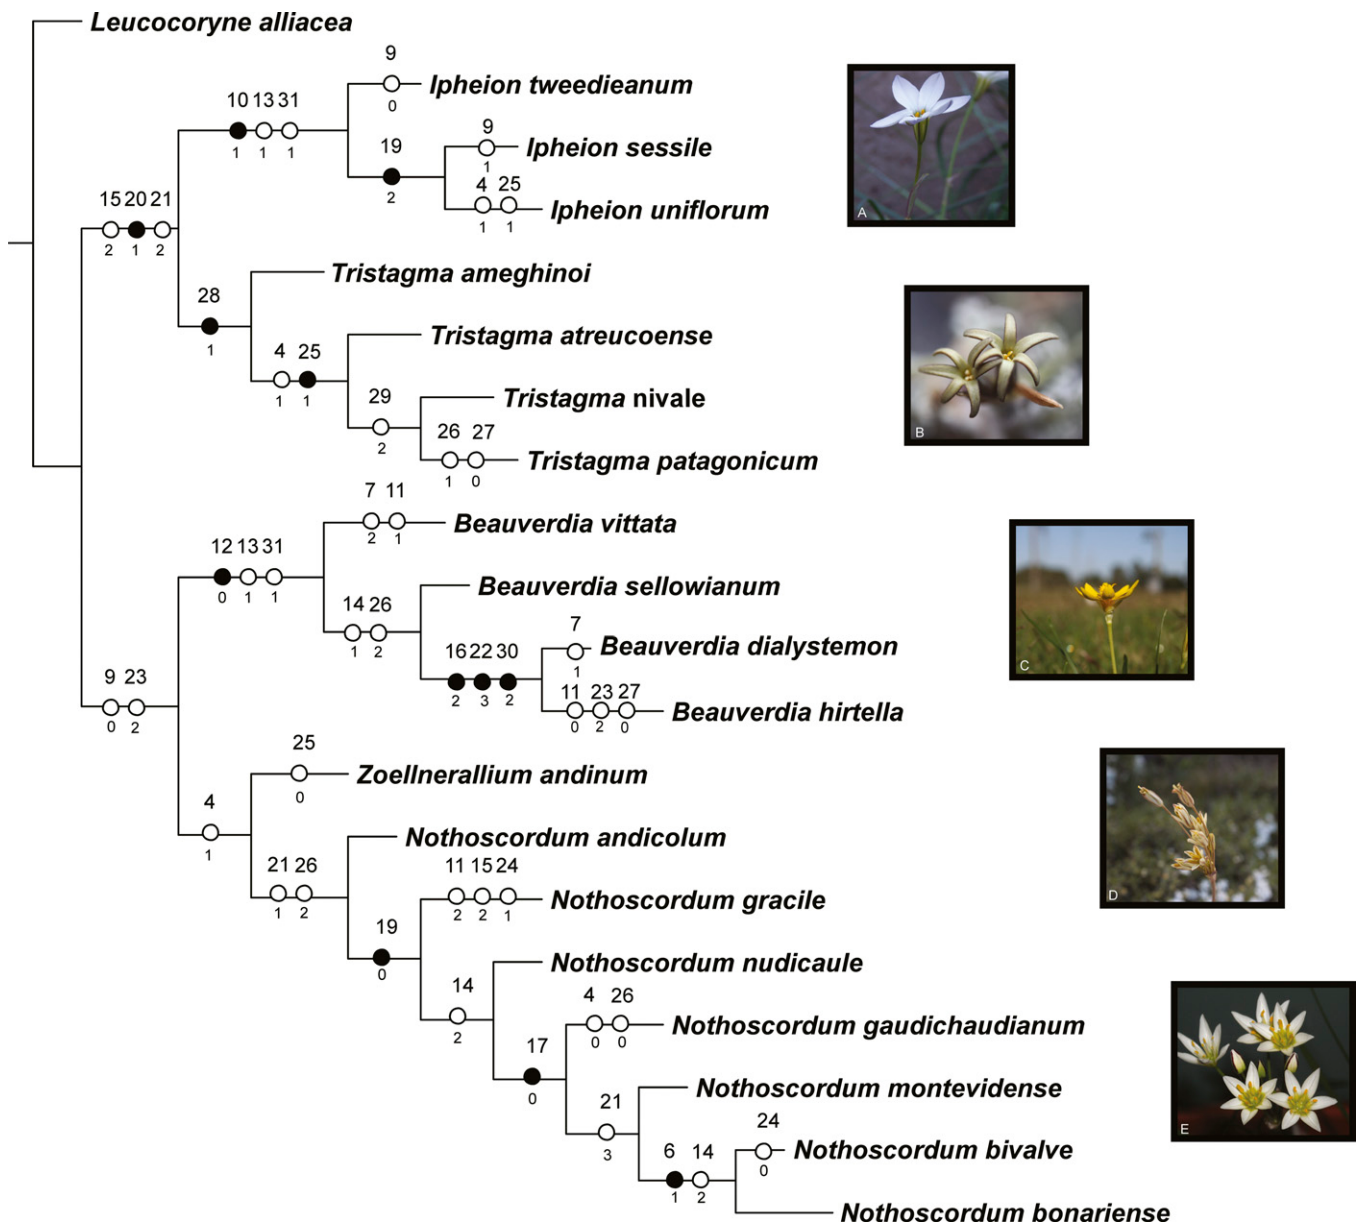 Leucocoryne alliacea
9
Ipheion tweedieanum
0
10 13 31
1 1 1
9
Ipheion sessile
1
19
2
4 25
Ipheion uniflorum
1 1
A
15 20 21
2 1 2
Tristagma ameghinoi
28
1
Tristagma atreucoense
4 25
1 1
B
Tristagma nivale
29
2
26 27
Tristagma patagonicum
1 0
7 11
Beauverdia vittata
2 1
12 13 31
0 1 1
Beauverdia sellowianum
14 26
1 2
7
Beauverdia dialystemon
1
16 22 30
2 3 2
C
11 23 27
Beauverdia hirtella
0 2 0
9 23
0 2
25
Zoellnerallium andinum
0
4
1
Nothoscordum andicolum
21 26
1 2
11 15 24
Nothoscordum gracile
2 2 1
D
19
0
Nothoscordum nudicaule
14
2
4 26
Nothoscordum gaudichaudianum
0 0
17
0
Nothoscordum montevidense
21
3
E
24
Nothoscordum bivalve
0
6 14
1 2
Nothoscordum bonariense